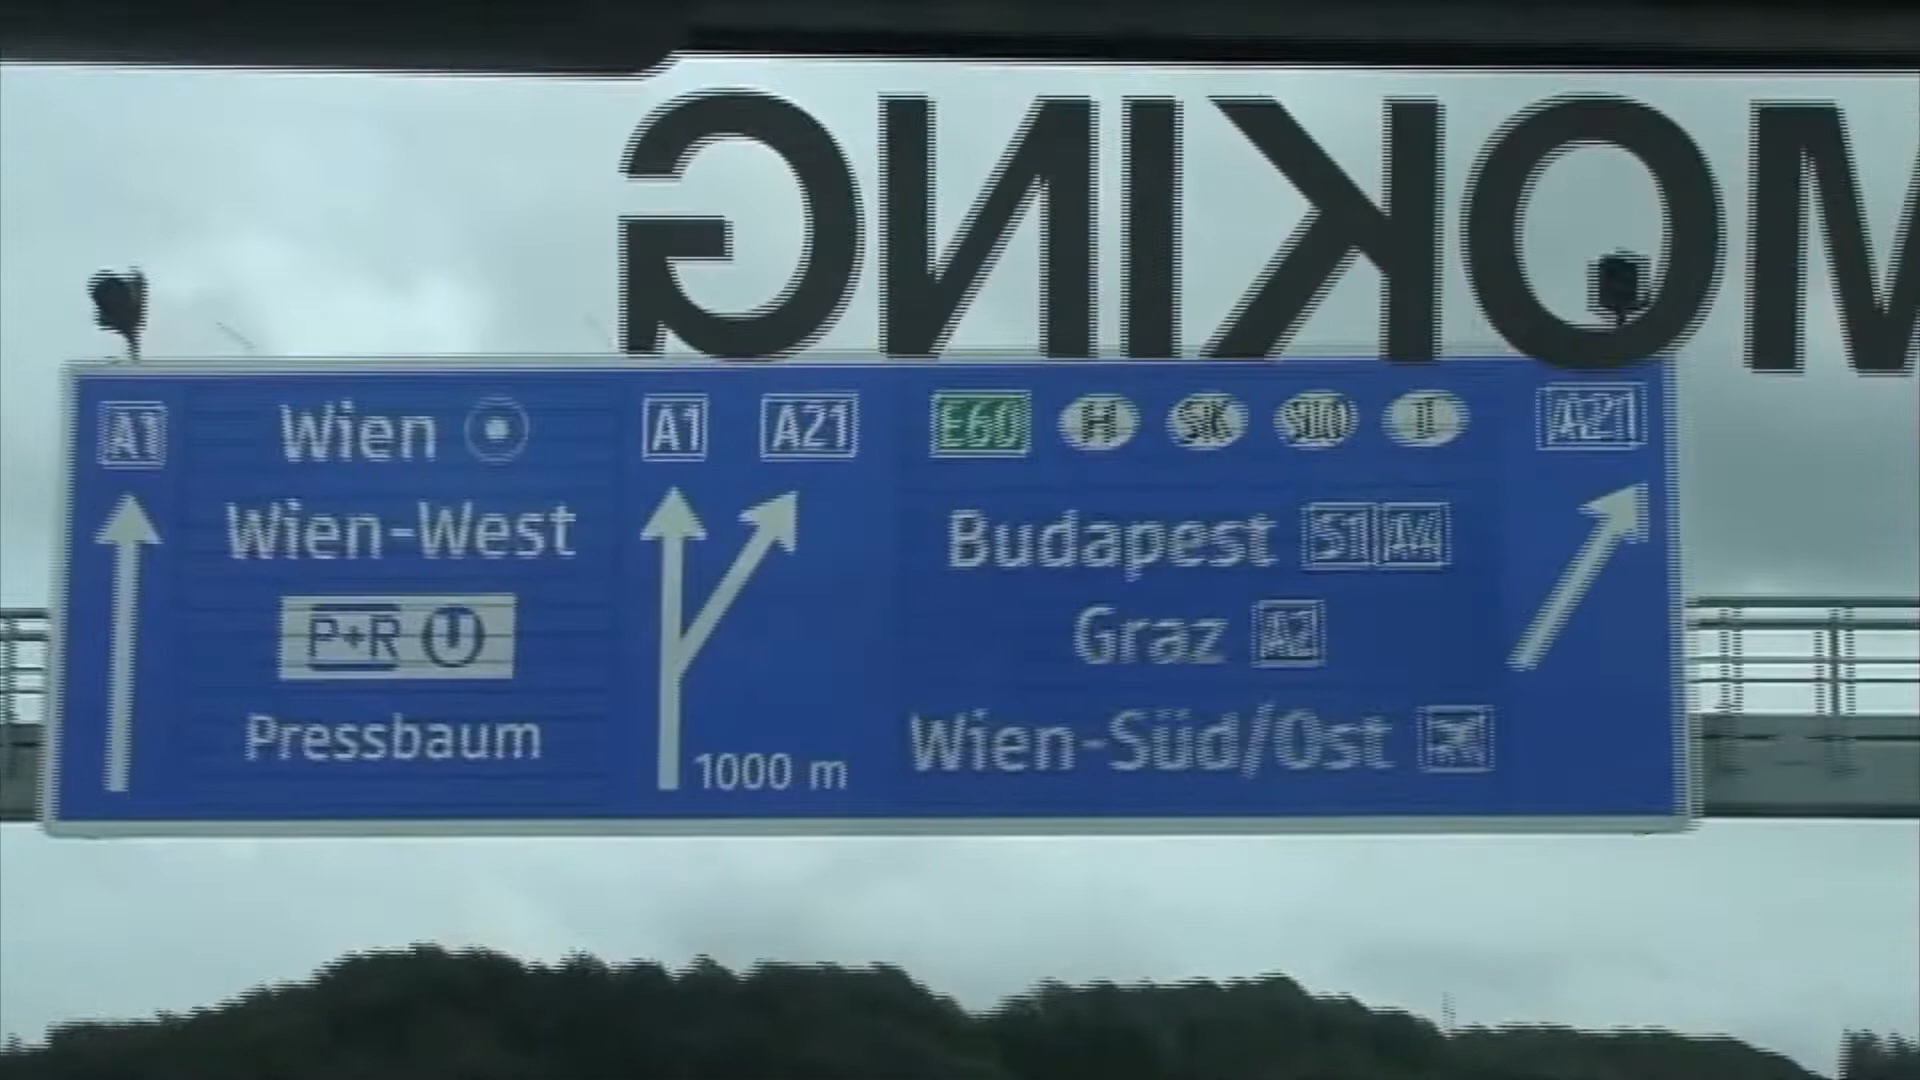 MOKING
A1 Wien A1 A21 E60 H SK SLO I A21
Wien-West
Budapest S1 A4
P+R U
Graz A2
Pressbaum
1000 m
Wien-Süd/Ost